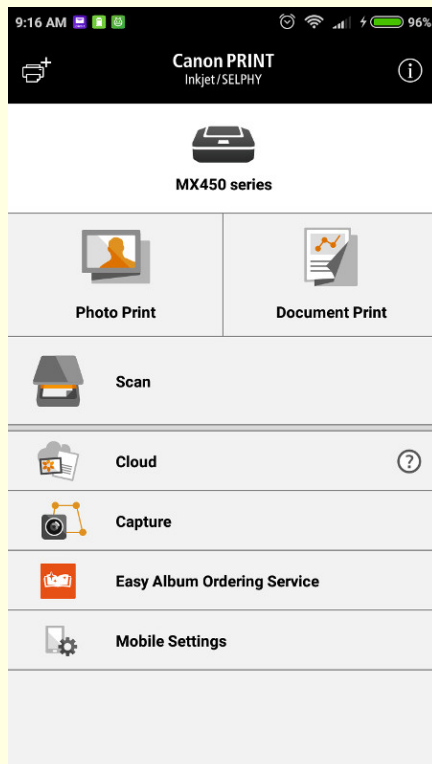 9:16 AM 96%
Canon PRINT
Inkjet/SELPHY
MX450 series
Photo Print Document Print
Scan
Cloud ?
Capture
Easy Album Ordering Service
Mobile Settings